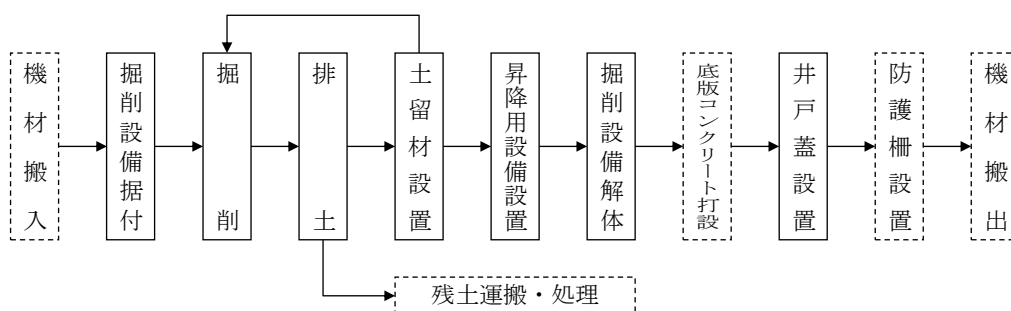 機材搬入
掘削設備据付
掘削
排土
土留材設置
昇降用設備設置
掘削設備解体
底版コンクリート打設
井戸蓋設置
防護柵設置
機材搬出
残土運搬・処理